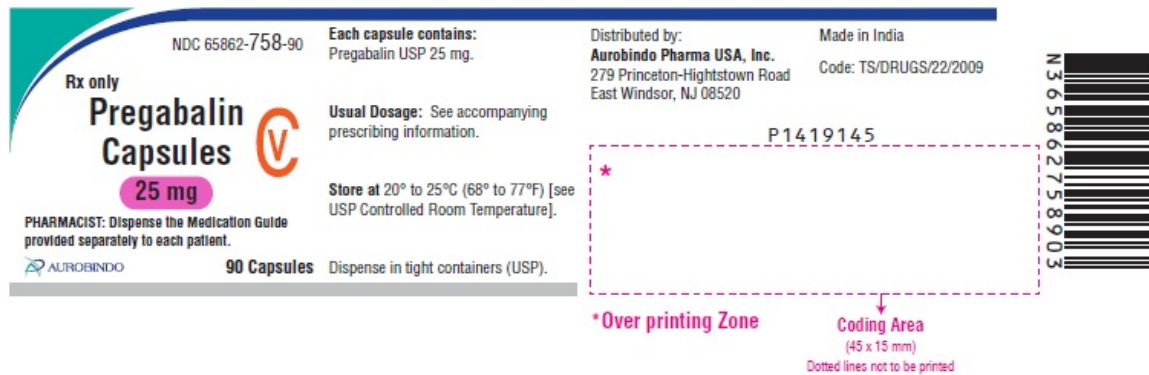 NDC 65862-758-90
Rx only
Pregabalin
Capsules
CV
25 mg
PHARMACIST: Dispense the Medication Guide
provided separately to each patient.
AUROBINDO
90 Capsules
Each capsule contains:
Pregabalin USP 25 mg.
Usual Dosage: See accompanying
prescribing information.
Store at 20° to 25°C (68° to 77°F) [see
USP Controlled Room Temperature].
Dispense in tight containers (USP).
Distributed by:
Aurobindo Pharma USA, Inc.
279 Princeton-Hightstown Road
East Windsor, NJ 08520
Made in India
Code: TS/DRUGS/22/2009
P1419145
*
*Over printing Zone
Coding Area
(45 x 15 mm)
Dotted lines not to be printed
N365862758903